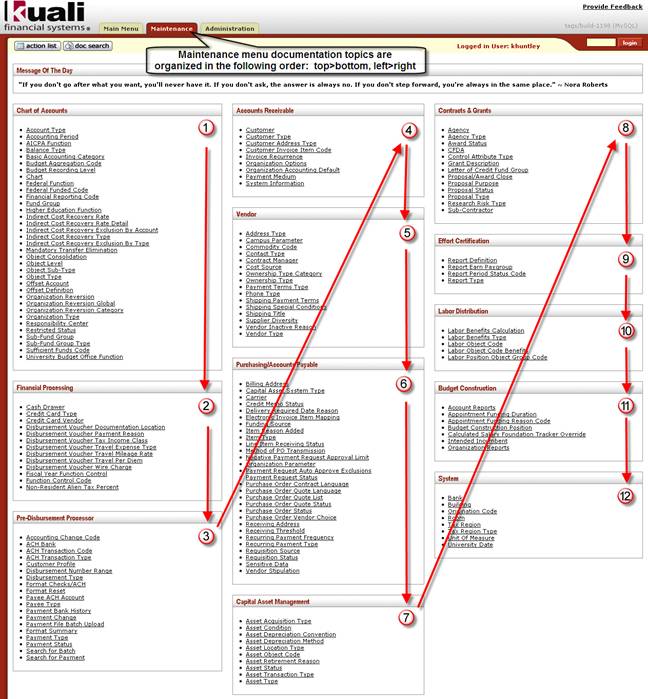 Kuali
financial systems
Provide Feedback
tags/build-1190 (MySQL)
Main Menu
Maintenance
Administration
action list
doc search
Logged in User: khuntley
login
Maintenance menu documentation topics are
organized in the following order: top>bottom, left>right
Message Of The Day
"If you don't go after what you want, you'll never have it. If you don't ask, the answer is always no. If you don't step forward, you're always in the same place." ~ Nora Roberts
Chart of Accounts
1
Account Type
Accounting Period
AICPA Function
Balance Type
Basic Accounting Category
Budget Aggregation Code
Budget Recording Level
Chart
Federal Function
Federal Funded Code
Financial Reporting Code
Fund Group
Higher Education Function
Indirect Cost Recovery Rate
Indirect Cost Recovery Rate Detail
Indirect Cost Recovery Exclusion By Account
Indirect Cost Recovery Type
Indirect Cost Recovery Exclusion By Type
Mandatory Transfer Elimination
Object Consolidation
Object Level
Object Sub-Type
Object Type
Offset Account
Offset Definition
Organization Reversion
Organization Reversion Global
Organization Reversion Category
Organization Type
Responsibility Center
Restricted Status
Sub-Fund Group
Sub-Fund Group Type
Sufficient Funds Code
University Budget Office Function
Financial Processing
2
Cash Drawer
Credit Card Type
Credit Card Vendor
Disbursement Voucher Documentation Location
Disbursement Voucher Payment Reason
Disbursement Voucher Tax Income Class
Disbursement Voucher Travel Expense Type
Disbursement Voucher Travel Mileage Rate
Disbursement Voucher Travel Per Diem
Disbursement Voucher Wire Charge
Fiscal Year Function Control
Function Control Code
Non-Resident Alien Tax Percent
Pre-Disbursement Processor
3
Accounting Change Code
ACH Bank
ACH Transaction Code
ACH Transaction Type
Customer Profile
Disbursement Number Range
Disbursement Type
Format Checks/ACH
Format Reset
Payee ACH Account
Payee Type
Payment Bank History
Payment Change
Payment File Batch Upload
Format Summary
Payment Type
Payment Status
Search for Batch
Search for Payment
Accounts Receivable
4
Customer
Customer Type
Customer Address Type
Customer Invoice Item Code
Invoice Recurrence
Organization Options
Organization Accounting Default
Payment Medium
System Information
Vendor
5
Address Type
Campus Parameter
Commodity Code
Contact Type
Contract Manager
Cost Source
Ownership Type Category
Ownership Type
Payment Terms Type
Phone Type
Shipping Payment Terms
Shipping Special Conditions
Shipping Title
Supplier Diversity
Vendor Inactive Reason
Vendor Type
Purchasing/Accounts Payable
6
Billing Address
Capital Asset System Type
Carrier
Credit Memo Status
Delivery Required Date Reason
Electronic Invoice Item Mapping
Funding Source
Item Reason Added
Item Type
Line Item Receiving Status
Method of PO Transmission
Negative Payment Request Approval Limit
Organization Parameter
Payment Request Auto Approve Exclusions
Payment Request Status
Purchase Order Contract Language
Purchase Order Quote Language
Purchase Order Quote List
Purchase Order Quote Status
Purchase Order Status
Purchase Order Vendor Choice
Receiving Address
Receiving Threshold
Recurring Payment Frequency
Recurring Payment Type
Requisition Source
Requisition Status
Sensitive Data
Vendor Stipulation
Capital Asset Management
7
Asset Acquisition Type
Asset Condition
Asset Depreciation Convention
Asset Depreciation Method
Asset Location Type
Asset Object Code
Asset Retirement Reason
Asset Status
Asset Transaction Type
Asset Type
Contracts & Grants
8
Agency
Agency Type
Award Status
CFDA
Control Attribute Type
Grant Description
Letter of Credit Fund Group
Proposal/Award Close
Proposal Purpose
Proposal Status
Proposal Type
Research Risk Type
Sub-Contractor
Effort Certification
9
Report Definition
Report Earn Paygroup
Report Period Status Code
Report Type
Labor Distribution
10
Labor Benefits Calculation
Labor Benefits Type
Labor Object Code
Labor Object Code Benefits
Labor Position Object Group Code
Budget Construction
11
Account Reports
Appointment Funding Duration
Appointment Funding Reason Code
Budget Construction Position
Calculated Salary Foundation Tracker Override
Intended Incumbent
Organization Reports
System
12
Bank
Building
Origination Code
Room
Tax Region
Tax Region Type
Unit Of Measure
University Date